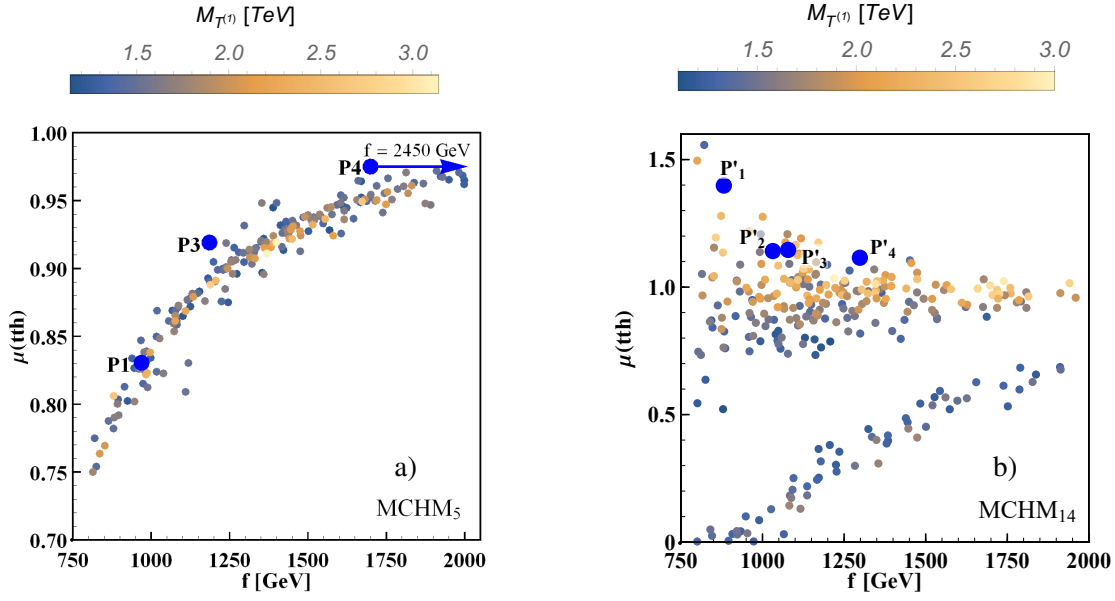 M_T(1) [TeV]
1.5 2.0 2.5 3.0
1.00
0.95
0.90
0.85
0.80
0.75
0.70
μ(tth)
f = 2450 GeV
P4
P3
P1
a)
MCHM5
750 1000 1250 1500 1750 2000
f [GeV]
M_T(1) [TeV]
1.5 2.0 2.5 3.0
1.5
1.0
0.5
0
μ(tth)
P'1
P'2
P'3
P'4
b)
MCHM14
750 1000 1250 1500 1750 2000
f [GeV]